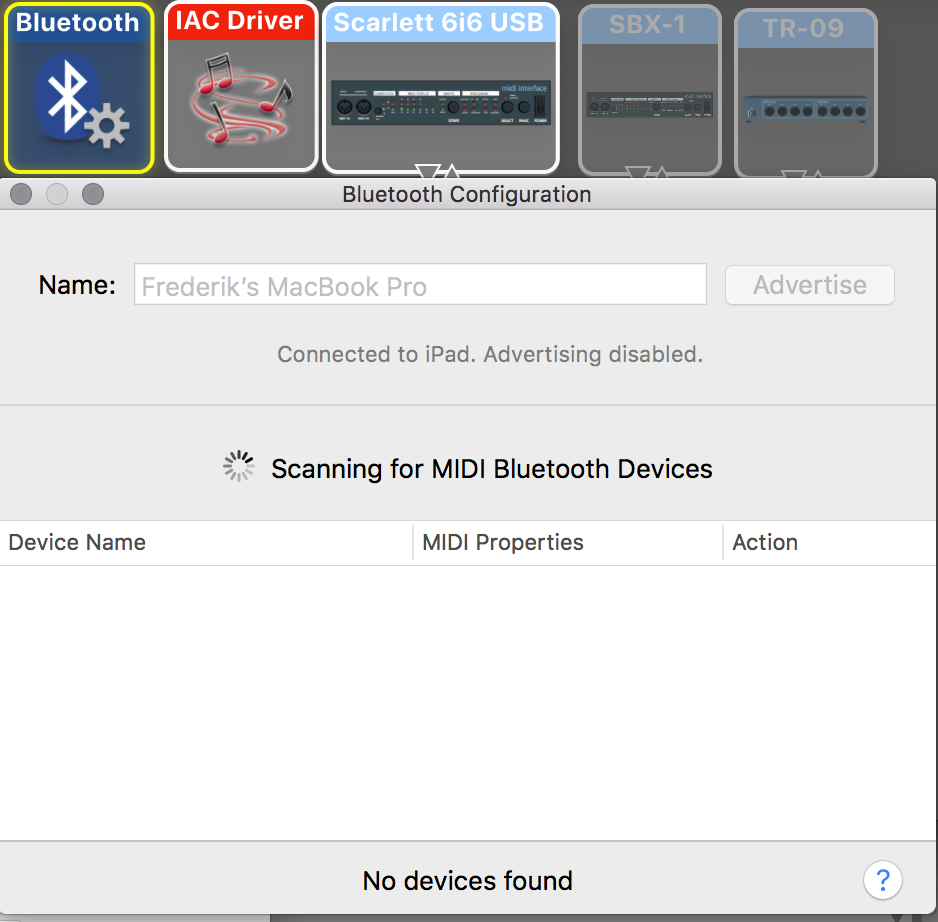 Bluetooth
IAC Driver
Scarlett 6i6 USB
SBX-1
TR-09
midi interface
Bluetooth Configuration
Name:
Frederik’s MacBook Pro
Advertise
Connected to iPad. Advertising disabled.
Scanning for MIDI Bluetooth Devices
Device Name
MIDI Properties
Action
No devices found
?